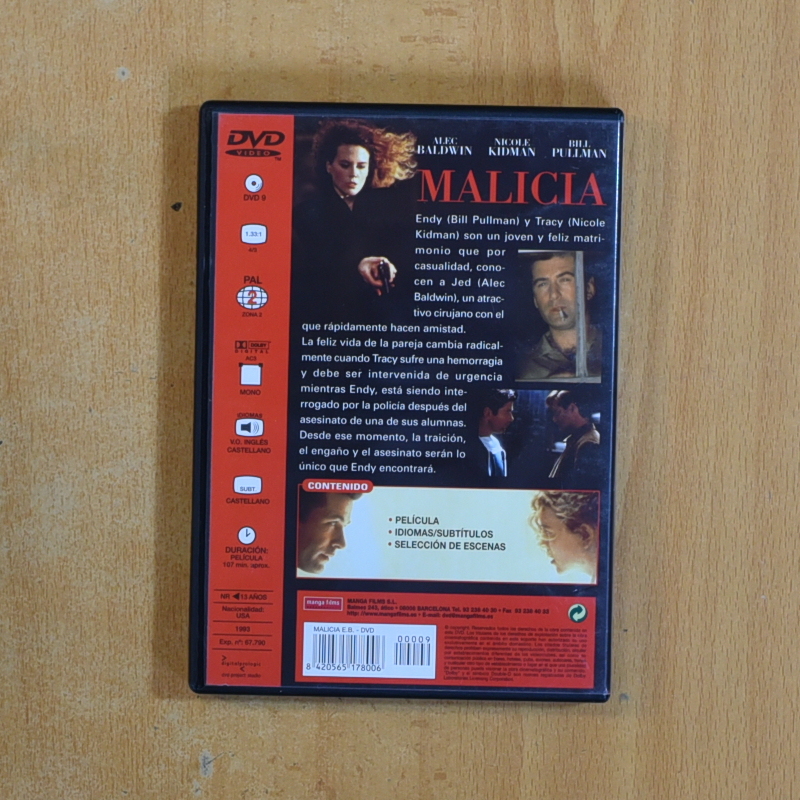 DVD
VIDEO
TM
DVD 9
1.33:1
4/3
PAL
2
ZONA 2
DOLBY
DIGITAL
AC3
MONO
IDIOMAS
V.O. INGLÉS
CASTELLANO
SUBT.
CASTELLANO
DURACIÓN:
PELÍCULA
107 min. aprox.
NR 13 AÑOS
Nacionalidad:
USA
1993
Exp. nº: 67.790
ALEC BALDWIN NICOLE KIDMAN BILL PULLMAN
MALICIA
Endy (Bill Pullman) y Tracy (Nicole
Kidman) son un joven y feliz matri-
monio que por
casualidad, cono-
cen a Jed (Alec
Baldwin), un atrac-
tivo cirujano con el
que rápidamente hacen amistad.
La feliz vida de la pareja cambia radical-
mente cuando Tracy sufre una hemorragia
y debe ser intervenida de urgencia
mientras Endy, está siendo inte-
rrogado por la policía después del
asesinato de una de sus alumnas.
Desde ese momento, la traición,
el engaño y el asesinato serán lo
único que Endy encontrará.
CONTENIDO
• PELÍCULA
• IDIOMAS/SUBTÍTULOS
• SELECCIÓN DE ESCENAS
manga films
MANGA FILMS S.L.
MALICIA E.B. - DVD
00009
8 420565 178006